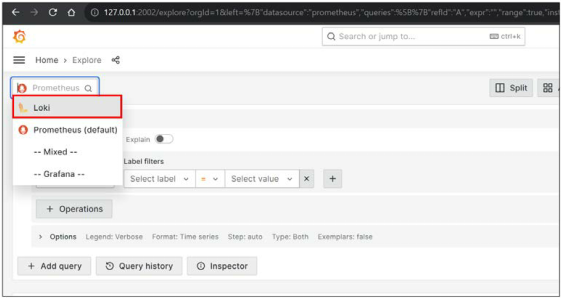 127.0.0.1:2002/explore?orgId=1&left=%7B"datasource":"prometheus","queries":%5B%7B"refId":"A","expr":"","range":true,"inst
Search or jump to...
ctrl+k
Home > Explore
Prometheus
Split
Loki
Prometheus (default)
-- Mixed --
-- Grafana --
Explain
Label filters
Select label
=
Select value
×
+
+ Operations
> Options Legend: Verbose Format: Time series Step: auto Type: Both Exemplars: false
+ Add query
Query history
Inspector